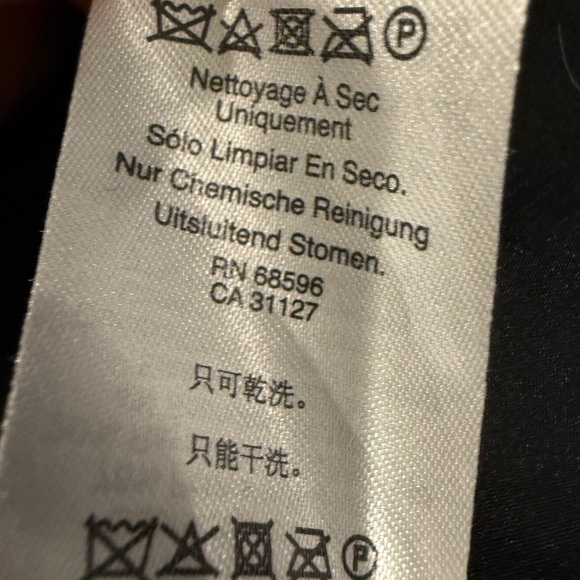 P
Nettoyage À Sec
Uniquement
Sólo Limpiar En Seco.
Nur Chemische Reinigung
Uitsluitend Stomen.
RN 68596
CA 31127
只可乾洗。
只能干洗。
P